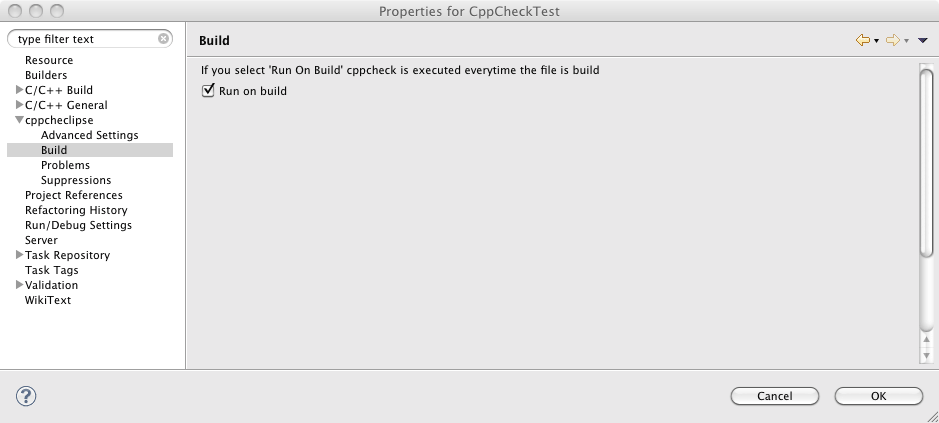 Properties for CppCheckTest
type filter text
Resource
Builders
C/C++ Build
C/C++ General
cppcheclipse
Advanced Settings
Build
Problems
Suppressions
Project References
Refactoring History
Run/Debug Settings
Server
Task Repository
Task Tags
Validation
WikiText
Build
If you select 'Run On Build' cppcheck is executed everytime the file is build
Run on build
?
Cancel
OK